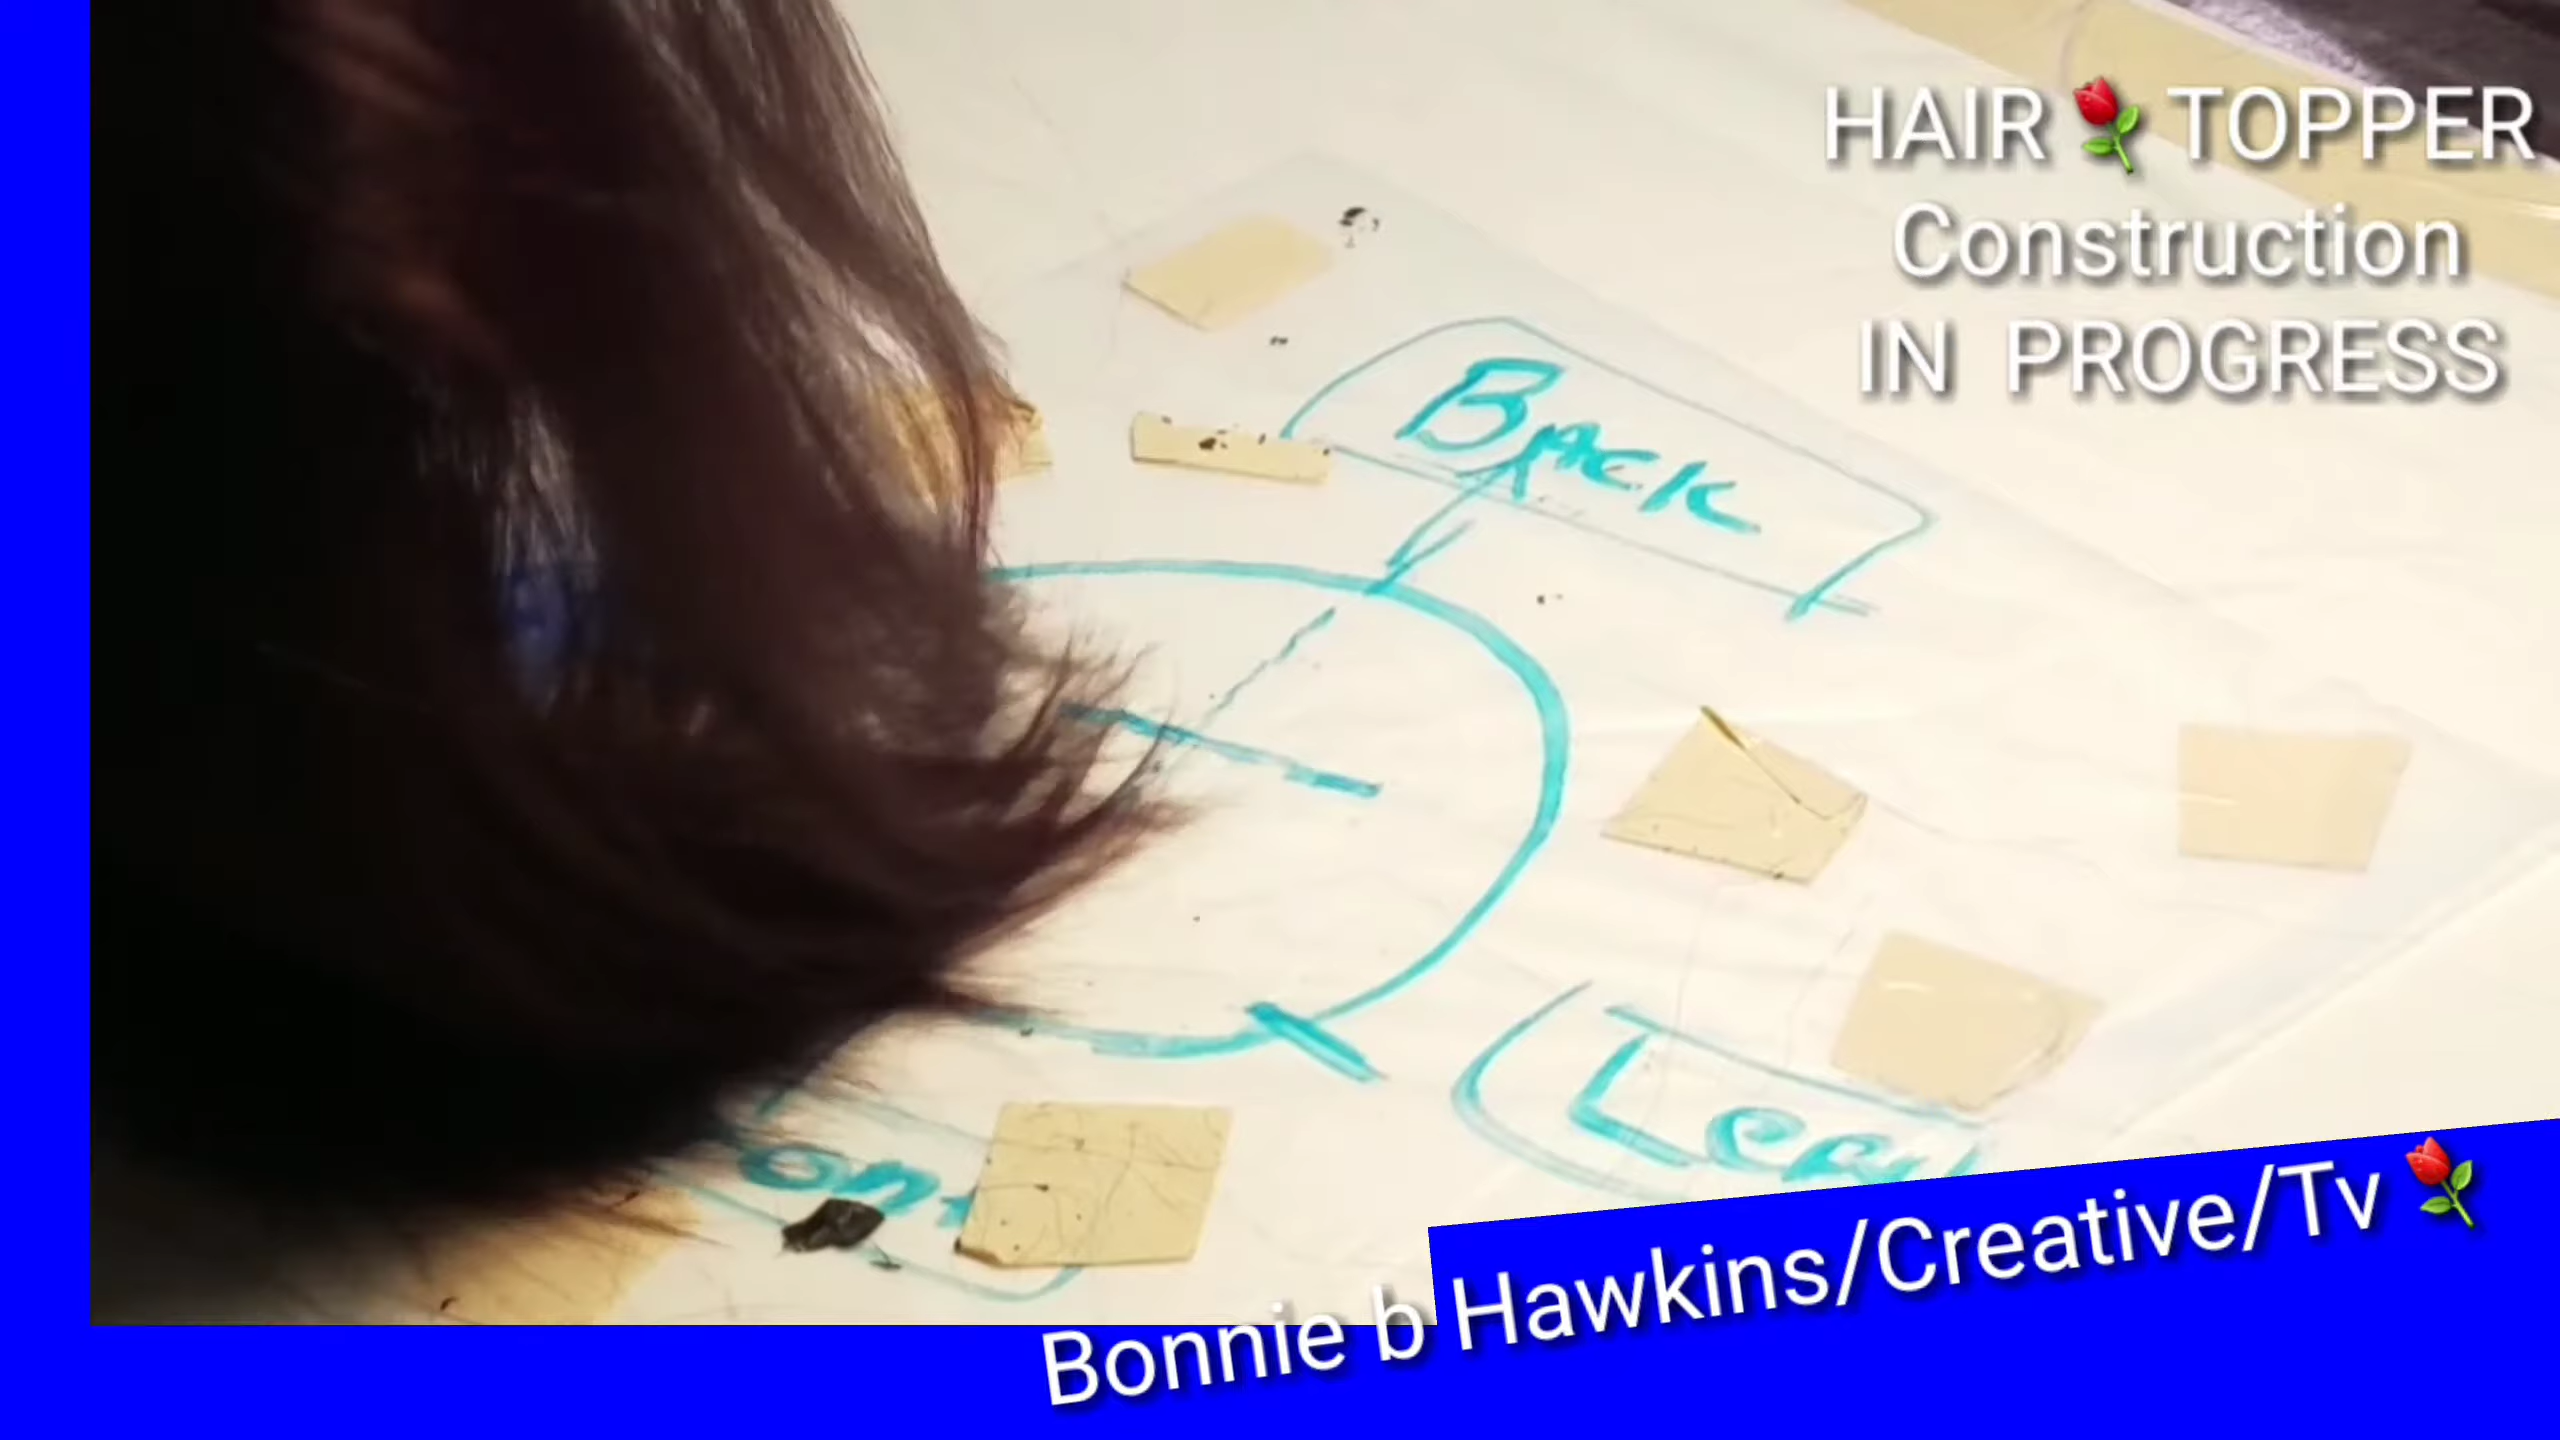 HAIR🌹TOPPER
Construction
IN PROGRESS
BACK
Bonnie b Hawkins/Creative/Tv🌹